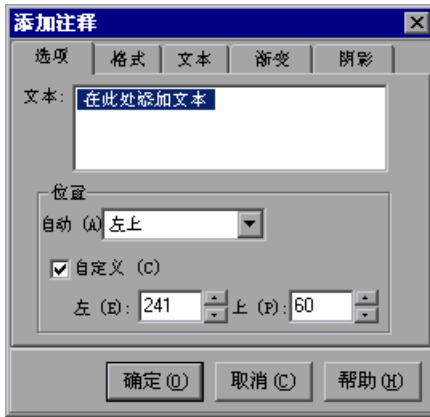 添加注释
选项 格式 文本 渐变 阴影
文本: 在此处添加文本
位置
自动 (A) 左上
自定义 (C)
左 (E): 241 上 (P): 60
确定(O) 取消(C) 帮助(H)